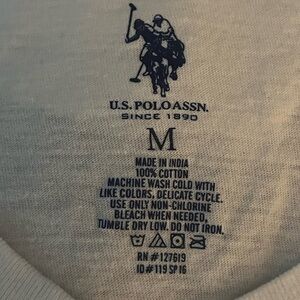 U.S. POLO ASSN.
SINCE 1890
M
MADE IN INDIA
100% COTTON
MACHINE WASH COLD WITH
LIKE COLORS, DELICATE CYCLE.
USE ONLY NON-CHLORINE
BLEACH WHEN NEEDED,
TUMBLE DRY LOW. DO NOT IRON.
RN #127619
ID#119 SP16